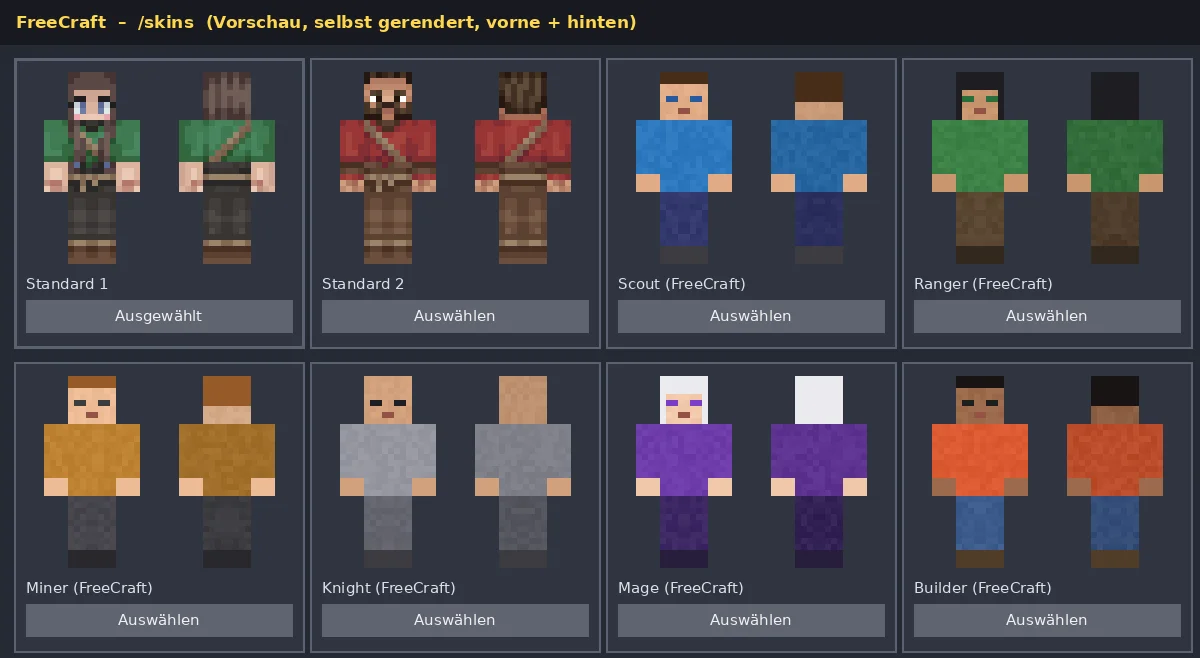 FreeCraft – /skins (Vorschau, selbst gerendert, vorne + hinten)
Standard 1
Standard 2
Scout (FreeCraft)
Ranger (FreeCraft)
Ausgewählt
Auswählen
Auswählen
Auswählen
Miner (FreeCraft)
Knight (FreeCraft)
Mage (FreeCraft)
Builder (FreeCraft)
Auswählen
Auswählen
Auswählen
Auswählen